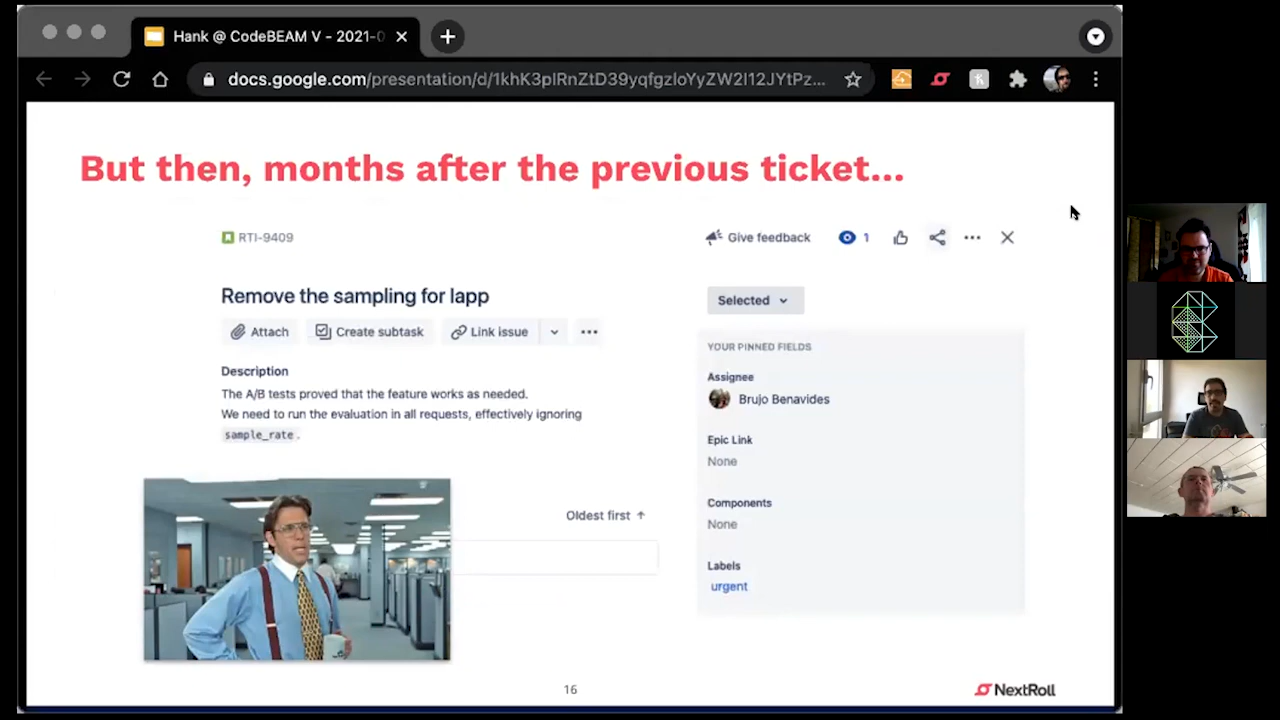 Hank @ CodeBEAM V - 2021-0
docs.google.com/presentation/d/1khK3plRnZtD39yqfgzloYyZW2l12JYtPz...
But then, months after the previous ticket...
RTI-9409
Give feedback
1
Remove the sampling for lapp
Selected
Attach
Create subtask
Link issue
YOUR PINNED FIELDS
Description
The A/B tests proved that the feature works as needed.
We need to run the evaluation in all requests, effectively ignoring
sample_rate.
Assignee
Brujo Benavides
Epic Link
None
Components
None
Oldest first
Labels
urgent
16
NextRoll